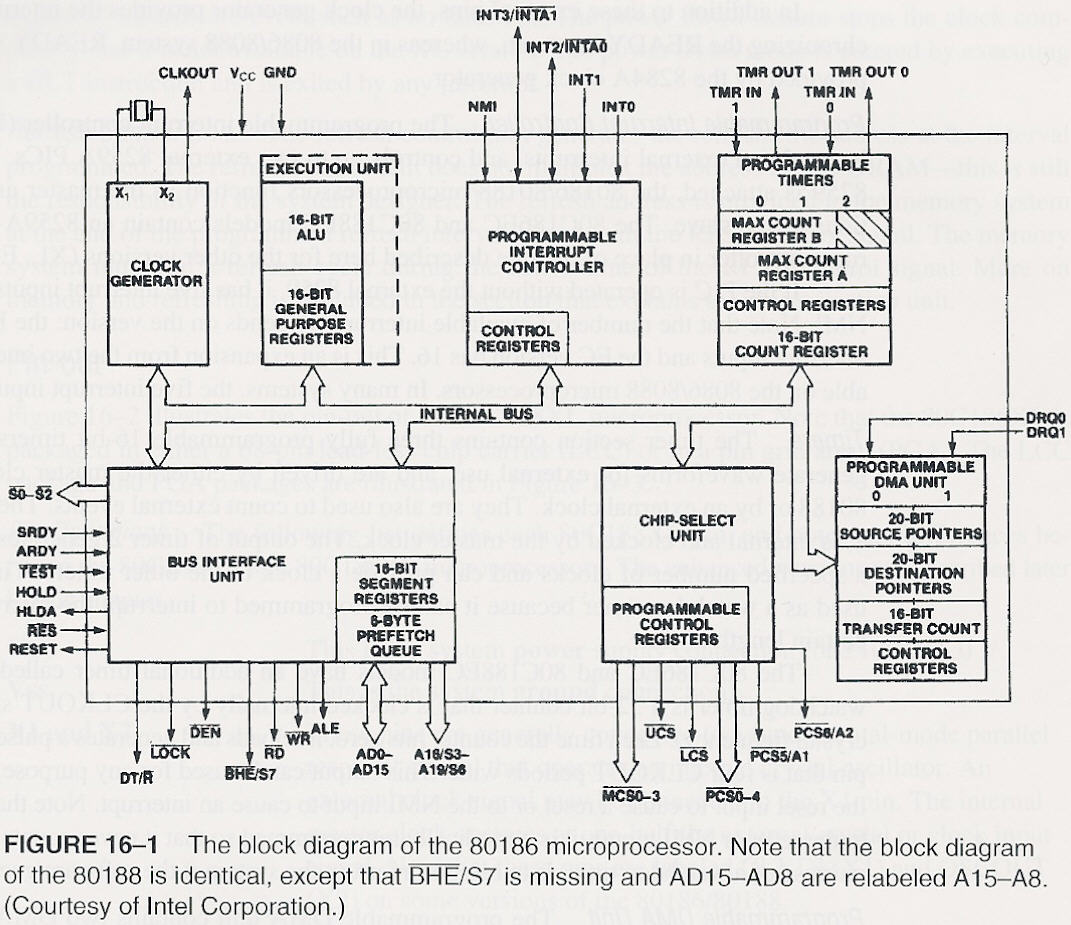 INT3/INTA1
INT2/INTA0
CLKOUT VCC GND
INT1
NM1
INT0
TMR OUT 1
TMR OUT 0
TMR IN
1
TMR IN
0
X1
X2
CLOCK
GENERATOR
EXECUTION UNIT
16-BIT
ALU
16-BIT
GENERAL
PURPOSE
REGISTERS
PROGRAMMABLE
INTERRUPT
CONTROLLER
CONTROL
REGISTERS
PROGRAMMABLE
TIMERS
0 1 2
MAX COUNT
REGISTER B
MAX COUNT
REGISTER A
CONTROL REGISTERS
16-BIT
COUNT REGISTER
INTERNAL BUS
DRQ0
DRQ1
S0-S2
SRDY
ARDY
TEST
HOLD
HLDA
RES
RESET
BUS INTERFACE
UNIT
16-BIT
SEGMENT
REGISTERS
6-BYTE
PREFETCH
QUEUE
CHIP-SELECT
UNIT
PROGRAMMABLE
CONTROL
REGISTERS
PROGRAMMABLE
DMA UNIT
0 1
20-BIT
SOURCE POINTERS
20-BIT
DESTINATION
POINTERS
16-BIT
TRANSFER COUNT
CONTROL
REGISTERS
DT/R
LOCK
DEN
BHE/S7
RD
WR
ALE
AD0-
AD15
A16/S3-
A19/S6
UCS
LCS
PCS6/A2
PCS5/A1
MCS0-3
PCS0-4
FIGURE 16–1 The block diagram of the 80186 microprocessor. Note that the block diagram
of the 80188 is identical, except that BHE/S7 is missing and AD15–AD8 are relabeled A15–A8.
(Courtesy of Intel Corporation.)